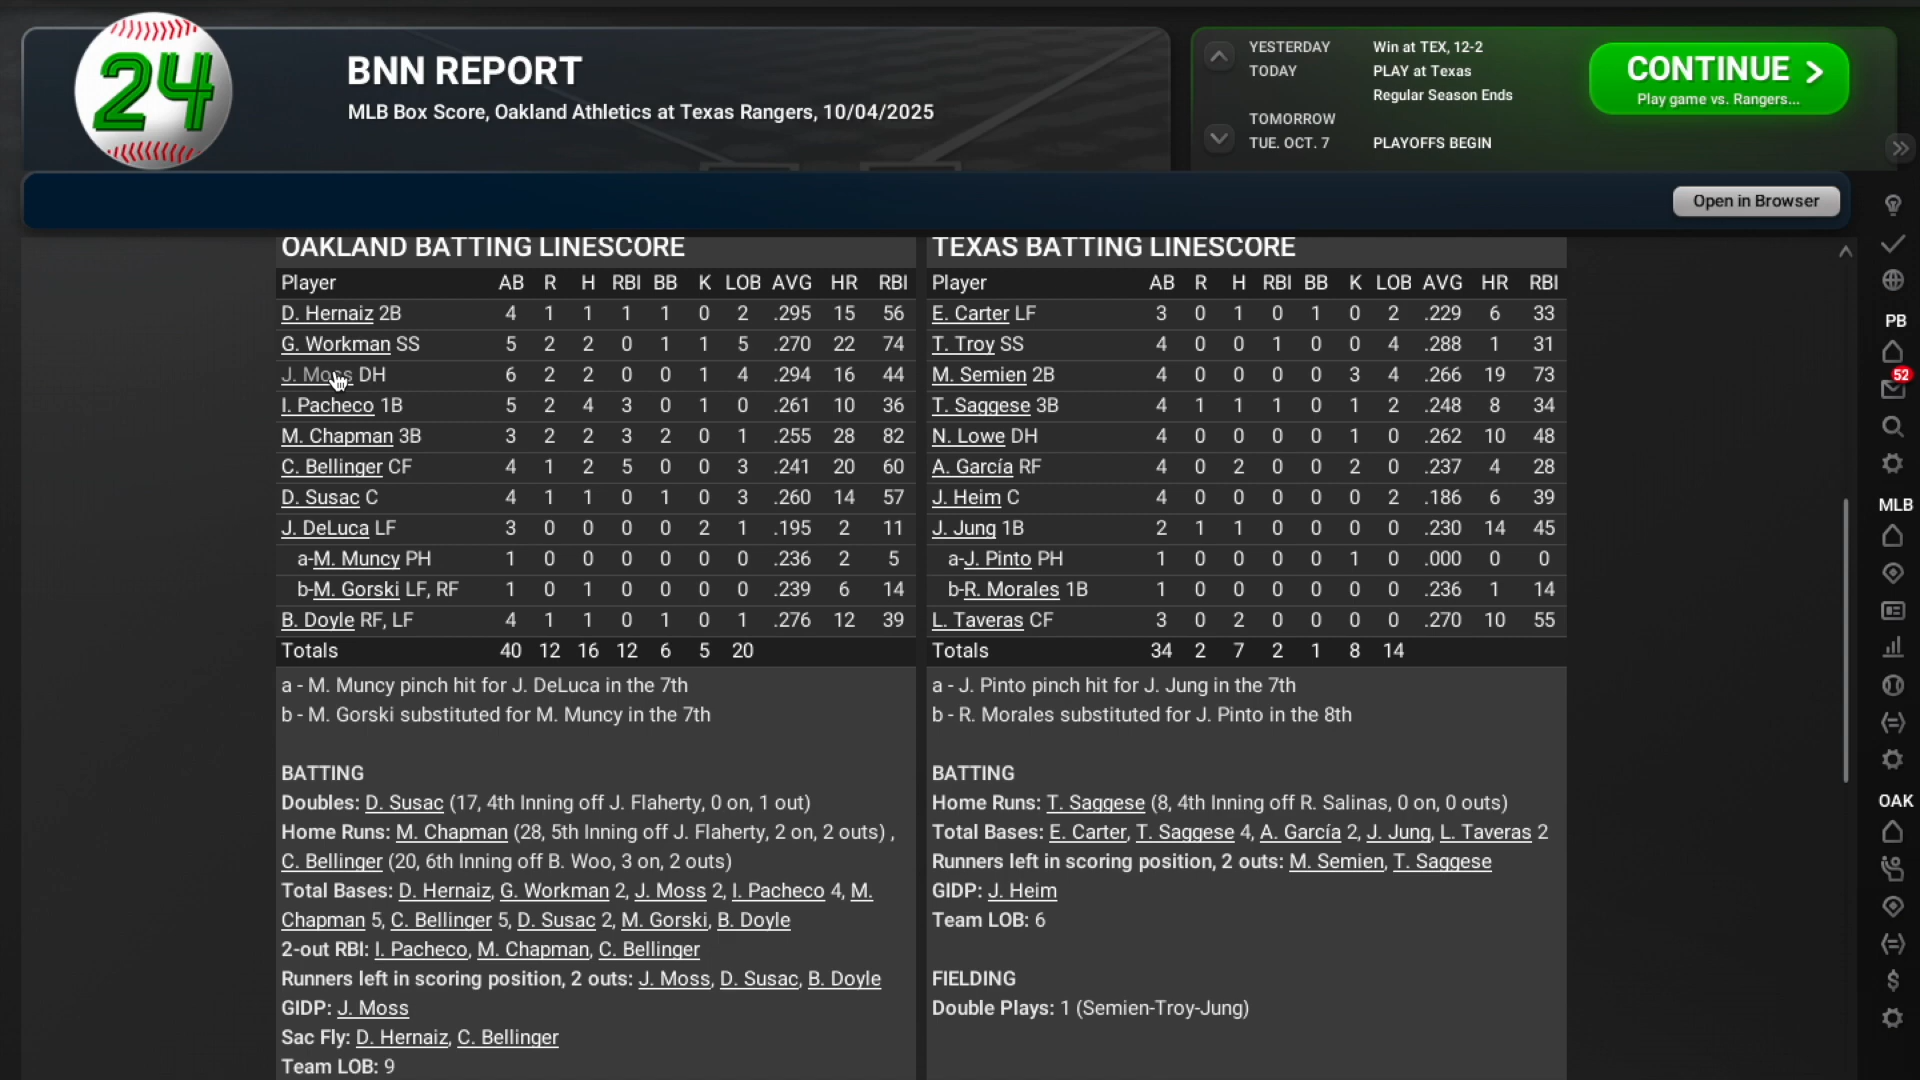 24
BNN REPORT
MLB Box Score, Oakland Athletics at Texas Rangers, 10/04/2025
YESTERDAY Win at TEX, 12-2
TODAY PLAY at Texas
Regular Season Ends
TOMORROW
TUE. OCT. 7 PLAYOFFS BEGIN
CONTINUE
Play game vs. Rangers...
Open in Browser
OAKLAND BATTING LINESCORE
Player AB R H RBI BB K LOB AVG HR RBI
D. Hernaiz 2B 4 1 1 1 1 0 2 .295 15 56
G. Workman SS 5 2 2 0 1 1 5 .270 22 74
J. Moss DH 6 2 2 0 0 1 4 .294 16 44
I. Pacheco 1B 5 2 4 3 0 1 0 .261 10 36
M. Chapman 3B 3 2 2 3 2 0 1 .255 28 82
C. Bellinger CF 4 1 2 5 0 0 3 .241 20 60
D. Susac C 4 1 1 0 1 0 3 .260 14 57
J. DeLuca LF 3 0 0 0 0 2 1 .195 2 11
a-M. Muncy PH 1 0 0 0 0 0 0 .236 2 5
b-M. Gorski LF, RF 1 0 1 0 0 0 0 .239 6 14
B. Doyle RF, LF 4 1 1 0 1 0 1 .276 12 39
Totals 40 12 16 12 6 5 20
a - M. Muncy pinch hit for J. DeLuca in the 7th
b - M. Gorski substituted for M. Muncy in the 7th
BATTING
Doubles: D. Susac (17, 4th Inning off J. Flaherty, 0 on, 1 out)
Home Runs: M. Chapman (28, 5th Inning off J. Flaherty, 2 on, 2 outs) ,
C. Bellinger (20, 6th Inning off B. Woo, 3 on, 2 outs)
Total Bases: D. Hernaiz, G. Workman 2, J. Moss 2, I. Pacheco 4, M.
Chapman 5, C. Bellinger 5, D. Susac 2, M. Gorski, B. Doyle
2-out RBI: I. Pacheco, M. Chapman, C. Bellinger
Runners left in scoring position, 2 outs: J. Moss, D. Susac, B. Doyle
GIDP: J. Moss
Sac Fly: D. Hernaiz, C. Bellinger
Team LOB: 9
TEXAS BATTING LINESCORE
Player AB R H RBI BB K LOB AVG HR RBI
E. Carter LF 3 0 1 0 1 0 2 .229 6 33
T. Troy SS 4 0 0 1 0 0 4 .288 1 31
M. Semien 2B 4 0 0 0 0 3 4 .266 19 73
T. Saggese 3B 4 1 1 1 0 1 2 .248 8 34
N. Lowe DH 4 0 0 0 0 1 0 .262 10 48
A. García RF 4 0 2 0 0 2 0 .237 4 28
J. Heim C 4 0 0 0 0 0 2 .186 6 39
J. Jung 1B 2 1 1 0 0 0 0 .230 14 45
a-J. Pinto PH 1 0 0 0 0 1 0 .000 0 0
b-R. Morales 1B 1 0 0 0 0 0 0 .236 1 14
L. Taveras CF 3 0 2 0 0 0 0 .270 10 55
Totals 34 2 7 2 1 8 14
a - J. Pinto pinch hit for J. Jung in the 7th
b - R. Morales substituted for J. Pinto in the 8th
BATTING
Home Runs: T. Saggese (8, 4th Inning off R. Salinas, 0 on, 0 outs)
Total Bases: E. Carter, T. Saggese 4, A. García 2, J. Jung, L. Taveras 2
Runners left in scoring position, 2 outs: M. Semien, T. Saggese
GIDP: J. Heim
Team LOB: 6
FIELDING
Double Plays: 1 (Semien-Troy-Jung)
PB
52
MLB
OAK